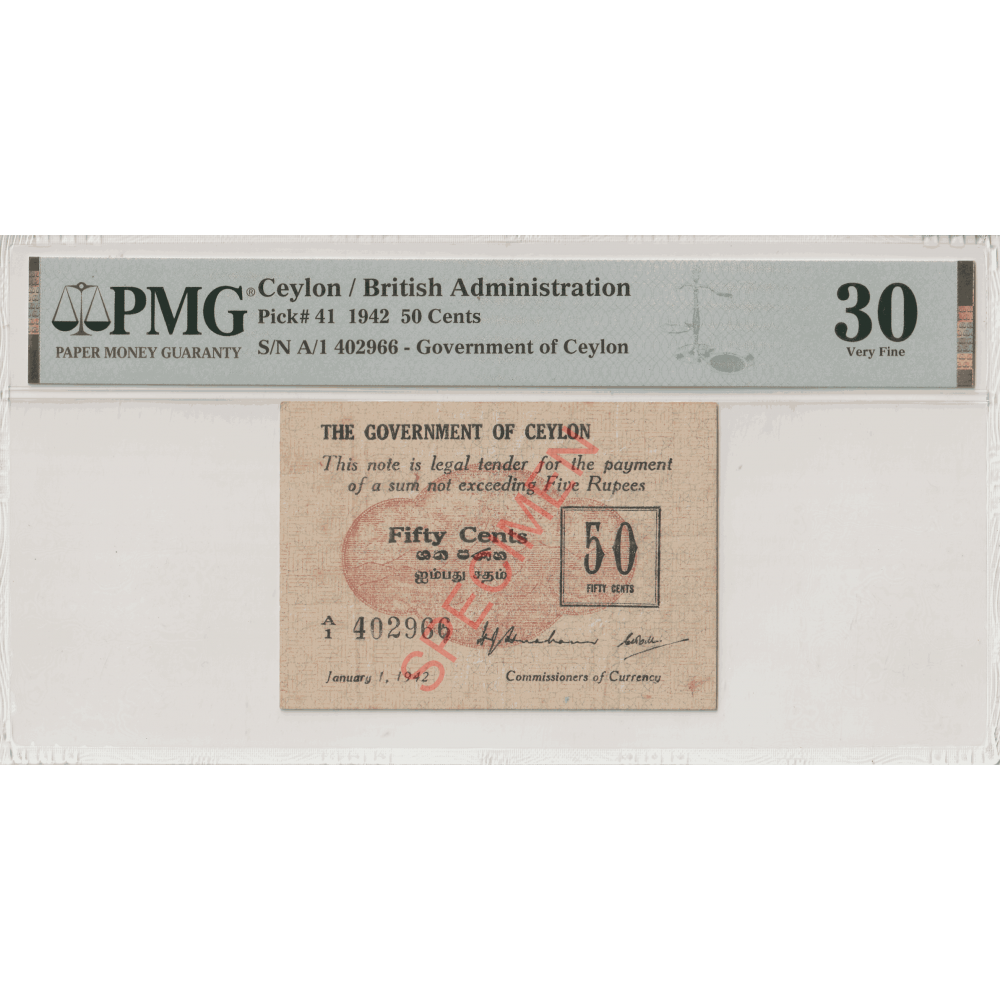 PMG®
PAPER MONEY GUARANTY
Ceylon / British Administration
Pick# 41 1942 50 Cents
S/N A/1 402966 - Government of Ceylon
30
Very Fine
THE GOVERNMENT OF CEYLON
This note is legal tender for the payment
of a sum not exceeding Five Rupees
Fifty Cents
ශත පනහ
ஐம்பது சதம்
50
FIFTY CENTS
A/1 402966
January 1, 1942
Commissioners of Currency
SPECIMEN